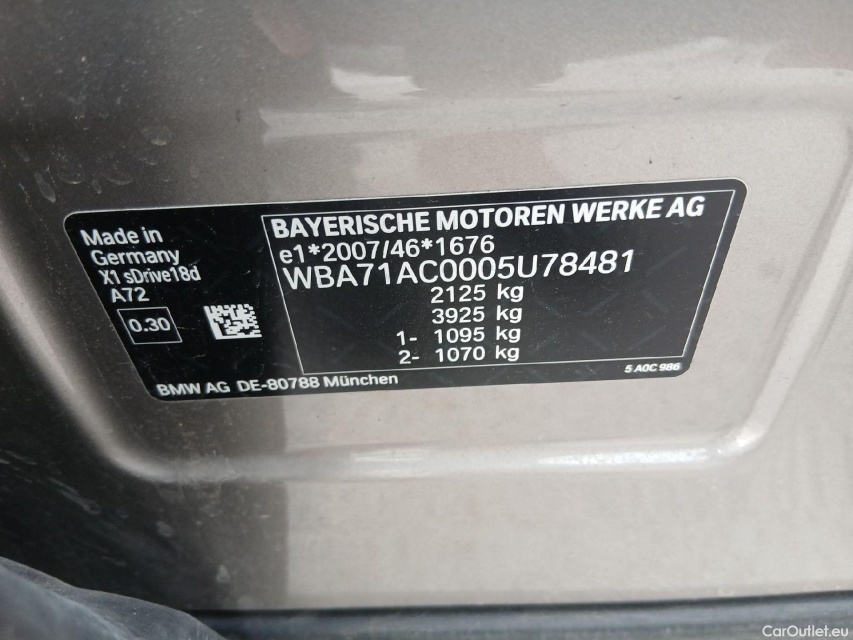 Made in
Germany
X1 sDrive18d
A72
0.30
BAYERISCHE MOTOREN WERKE AG
e1*2007/46*1676
WBA71AC0005U78481
2125 kg
3925 kg
1- 1095 kg
2- 1070 kg
BMW AG DE-80788 München
5 A0C 986
CarOutlet.eu